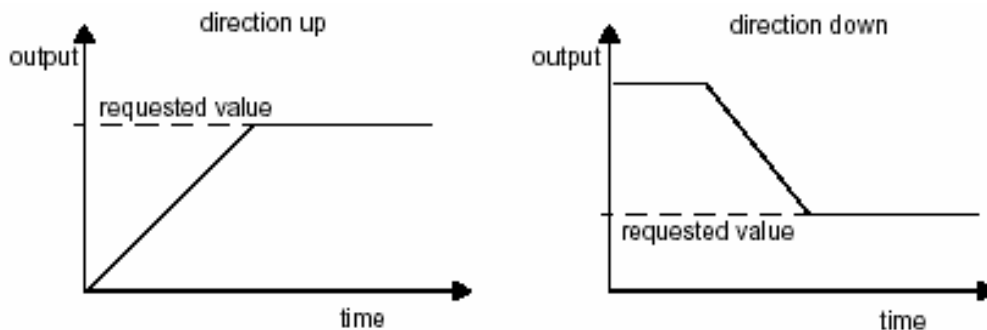 direction up
output
requested value
time
direction down
output
requested value
time